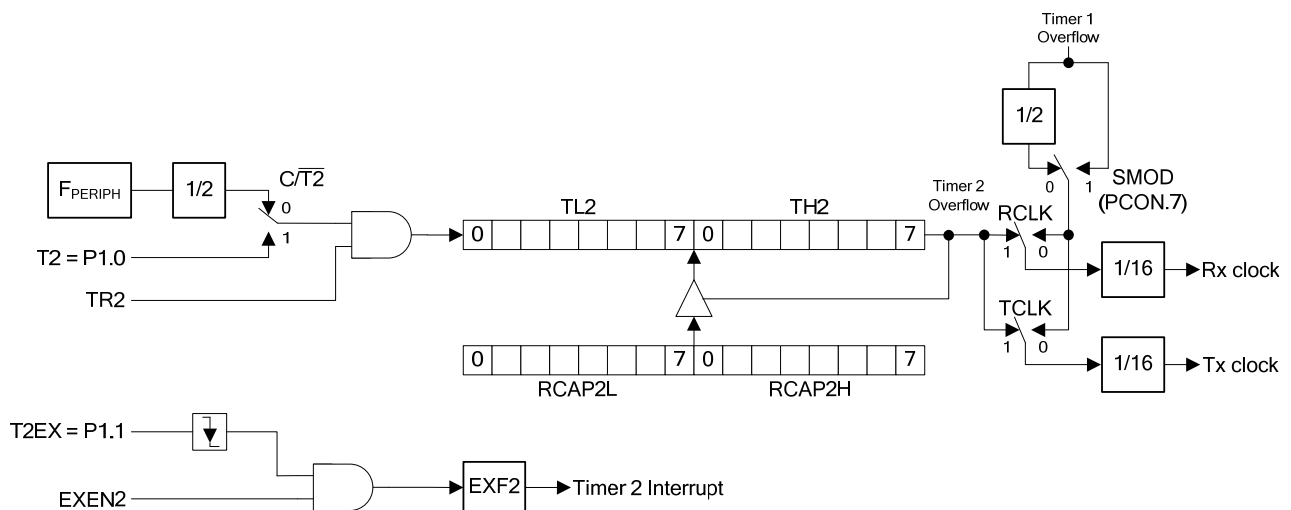 Timer 1
Overflow
1/2
0
1
SMOD
(PCON.7)
F_PERIPH
1/2
C/T2
0
1
T2 = P1.0
TR2
TL2
TH2
0
7
0
7
Timer 2
Overflow
RCLK
1
0
1/16
Rx clock
TCLK
1
0
1/16
Tx clock
0
7
0
7
RCAP2L
RCAP2H
T2EX = P1.1
EXEN2
EXF2
Timer 2 Interrupt